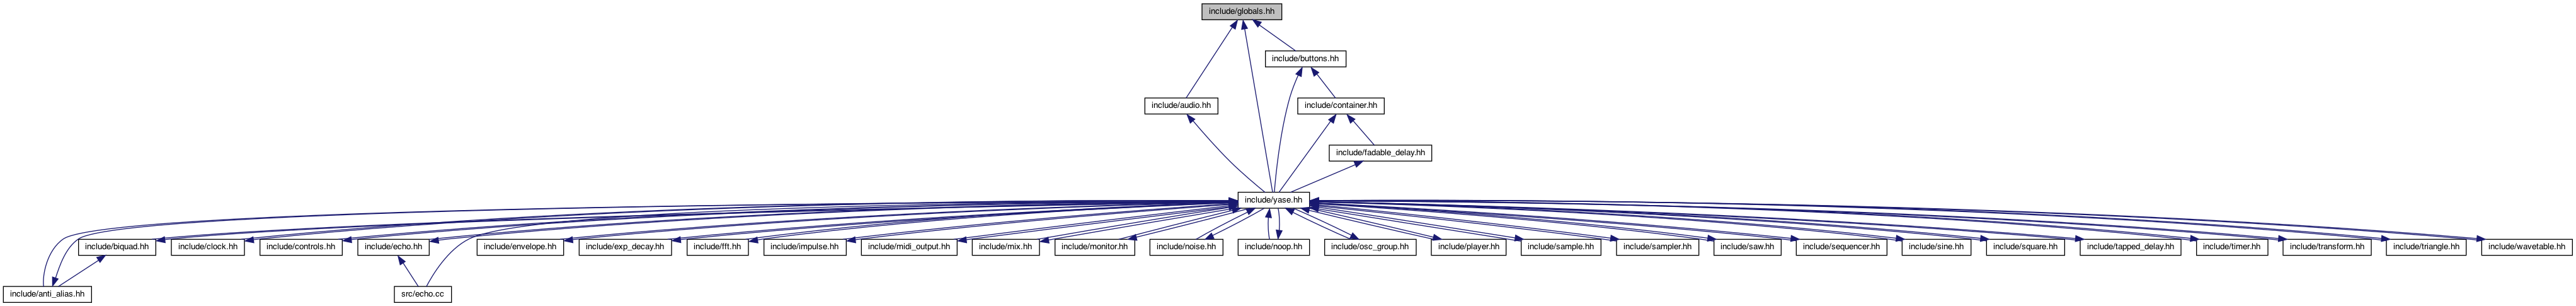 include/globals.hh
include/buttons.hh
include/audio.hh
include/container.hh
include/fadable_delay.hh
include/yase.hh
include/biquad.hh
include/clock.hh
include/controls.hh
include/echo.hh
include/envelope.hh
include/exp_decay.hh
include/fft.hh
include/impulse.hh
include/midi_output.hh
include/mix.hh
include/monitor.hh
include/noise.hh
include/noop.hh
include/osc_group.hh
include/player.hh
include/sample.hh
include/sampler.hh
include/saw.hh
include/sequencer.hh
include/sine.hh
include/square.hh
include/tapped_delay.hh
include/timer.hh
include/transform.hh
include/triangle.hh
include/wavetable.hh
include/anti_alias.hh
src/echo.cc